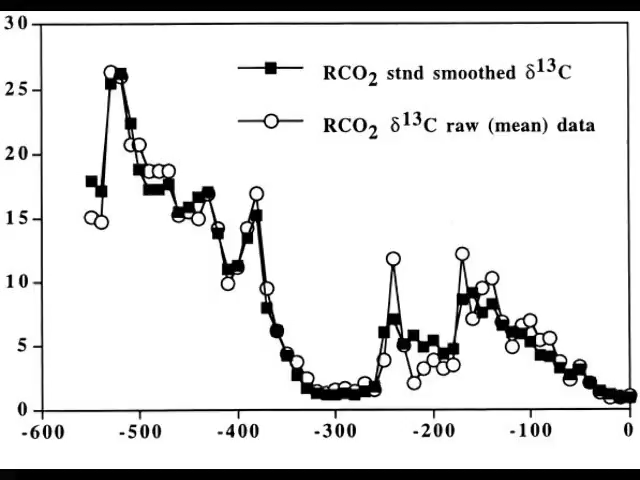 30
25
20
15
10
5
0
RCO2 stnd smoothed δ13C
RCO2 δ13C raw (mean) data
-600 -500 -400 -300 -200 -100 0